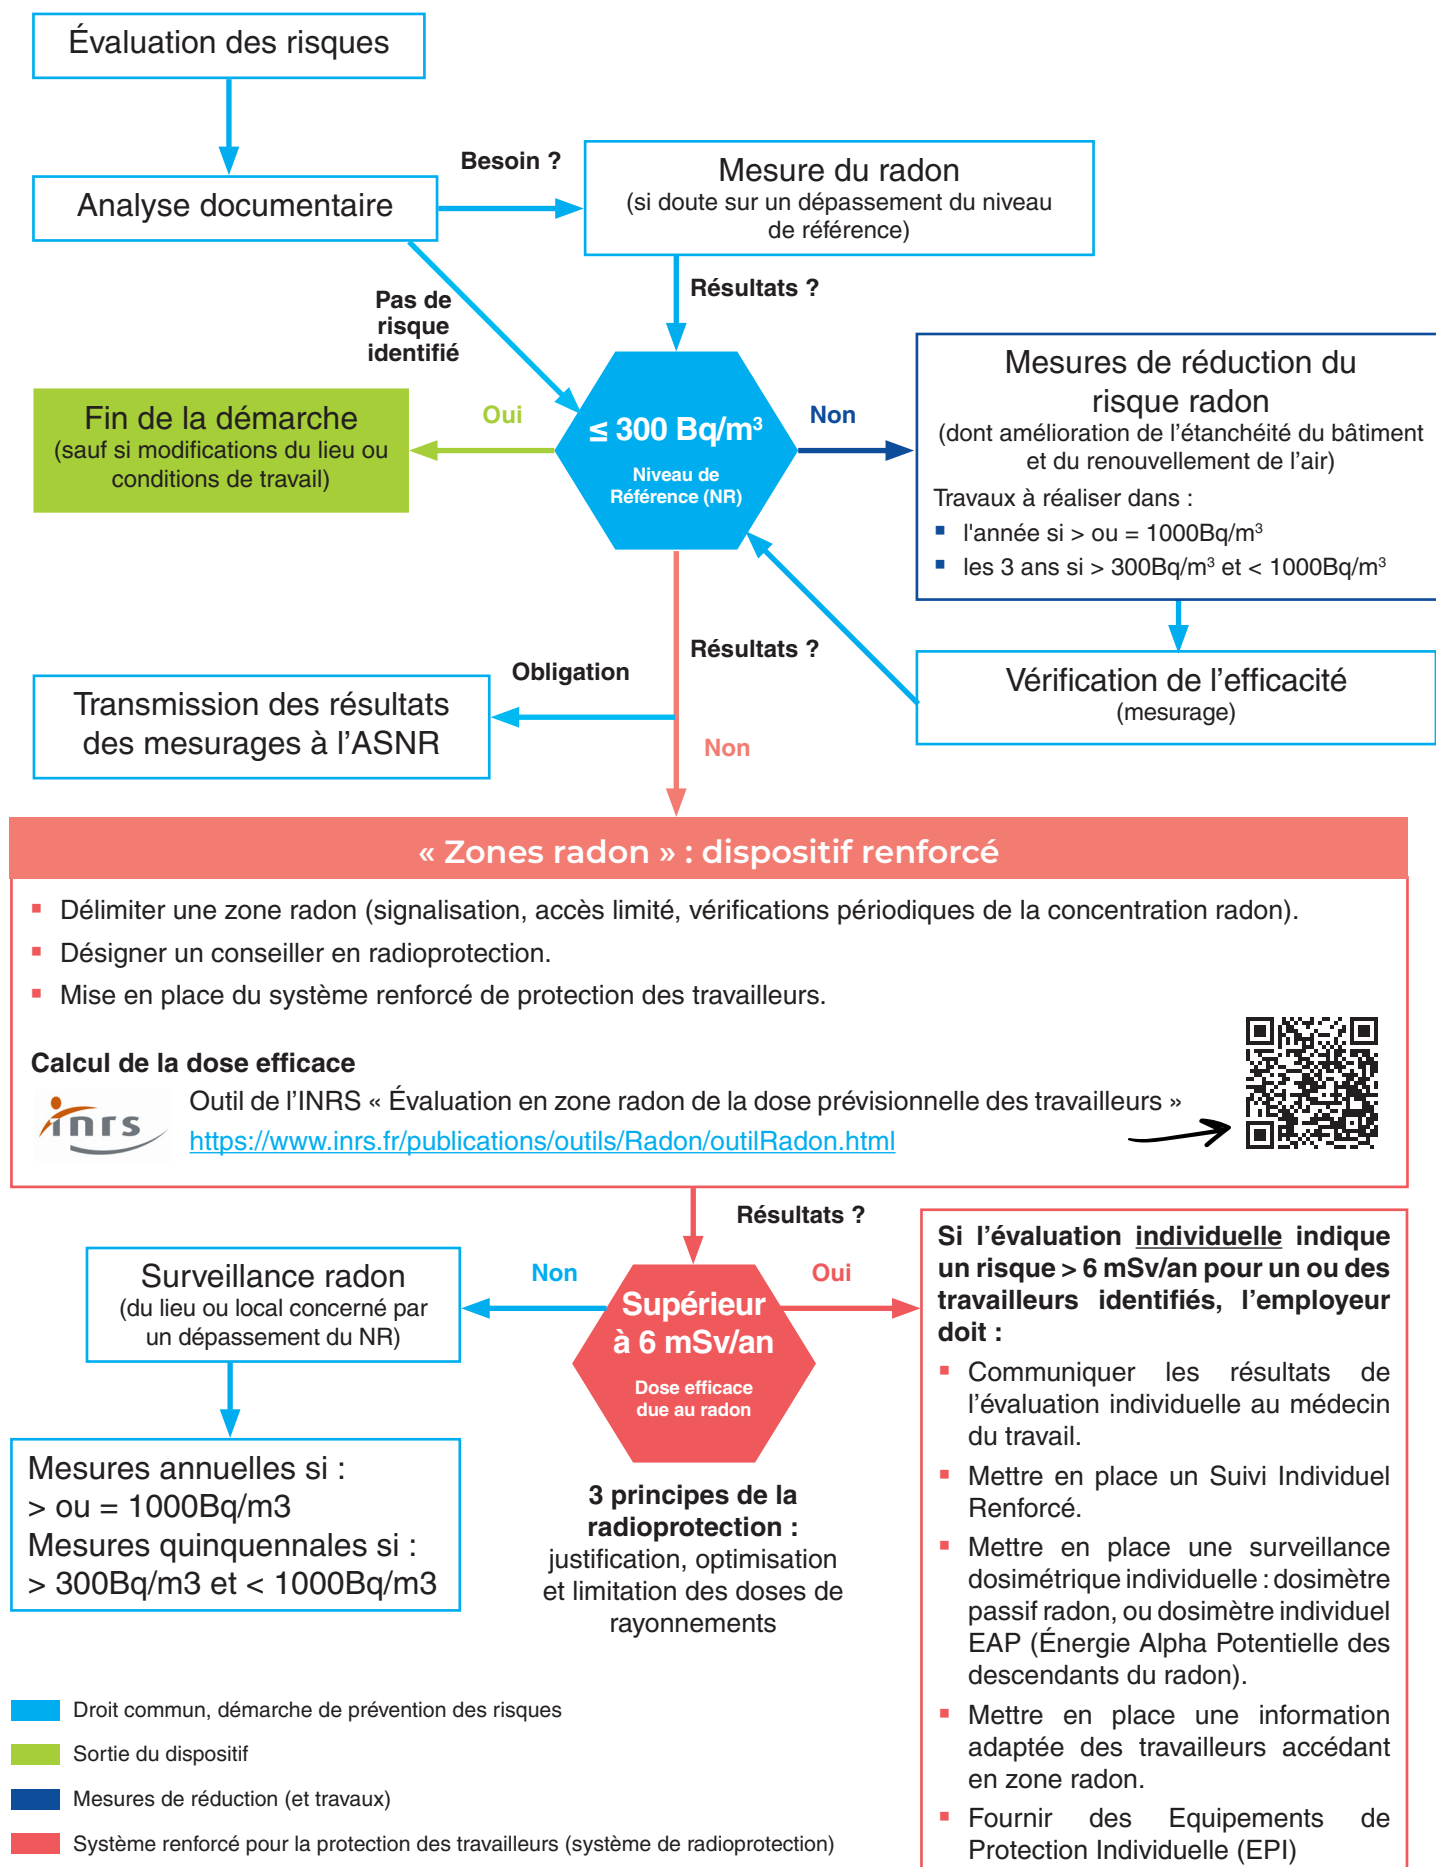 Évaluation des risques
Analyse documentaire
Besoin ?
Mesure du radon
(si doute sur un dépassement du niveau
de référence)
Pas de
risque
identifié
Résultats ?
Fin de la démarche
(sauf si modifications du lieu ou
conditions de travail)
Oui
≤ 300 Bq/m³
Niveau de
Référence (NR)
Non
Mesures de réduction du
risque radon
(dont amélioration de l'étanchéité du bâtiment
et du renouvellement de l'air)
Travaux à réaliser dans :
▪ l'année si > ou = 1000Bq/m³
▪ les 3 ans si > 300Bq/m³ et < 1000Bq/m³
Vérification de l'efficacité
(mesurage)
Résultats ?
Obligation
Transmission des résultats
des mesurages à l'ASNR
Non
« Zones radon » : dispositif renforcé
▪ Délimiter une zone radon (signalisation, accès limité, vérifications périodiques de la concentration radon).
▪ Désigner un conseiller en radioprotection.
▪ Mise en place du système renforcé de protection des travailleurs.
Calcul de la dose efficace
inrs
Outil de l'INRS « Évaluation en zone radon de la dose prévisionnelle des travailleurs »
https://www.inrs.fr/publications/outils/Radon/outilRadon.html
Résultats ?
Surveillance radon
(du lieu ou local concerné par
un dépassement du NR)
Non
Supérieur
à 6 mSv/an
Dose efficace
due au radon
Oui
Mesures annuelles si :
> ou = 1000Bq/m3
Mesures quinquennales si :
> 300Bq/m3 et < 1000Bq/m3
3 principes de la
radioprotection :
justification, optimisation
et limitation des doses de
rayonnements
Si l'évaluation individuelle indique
un risque > 6 mSv/an pour un ou des
travailleurs identifiés, l'employeur
doit :
▪ Communiquer les résultats de
l'évaluation individuelle au médecin
du travail.
▪ Mettre en place un Suivi Individuel
Renforcé.
▪ Mettre en place une surveillance
dosimétrique individuelle : dosimètre
passif radon, ou dosimètre individuel
EAP (Énergie Alpha Potentielle des
descendants du radon).
▪ Mettre en place une information
adaptée des travailleurs accédant
en zone radon.
▪ Fournir des Equipements de
Protection Individuelle (EPI)
Droit commun, démarche de prévention des risques
Sortie du dispositif
Mesures de réduction (et travaux)
Système renforcé pour la protection des travailleurs (système de radioprotection)